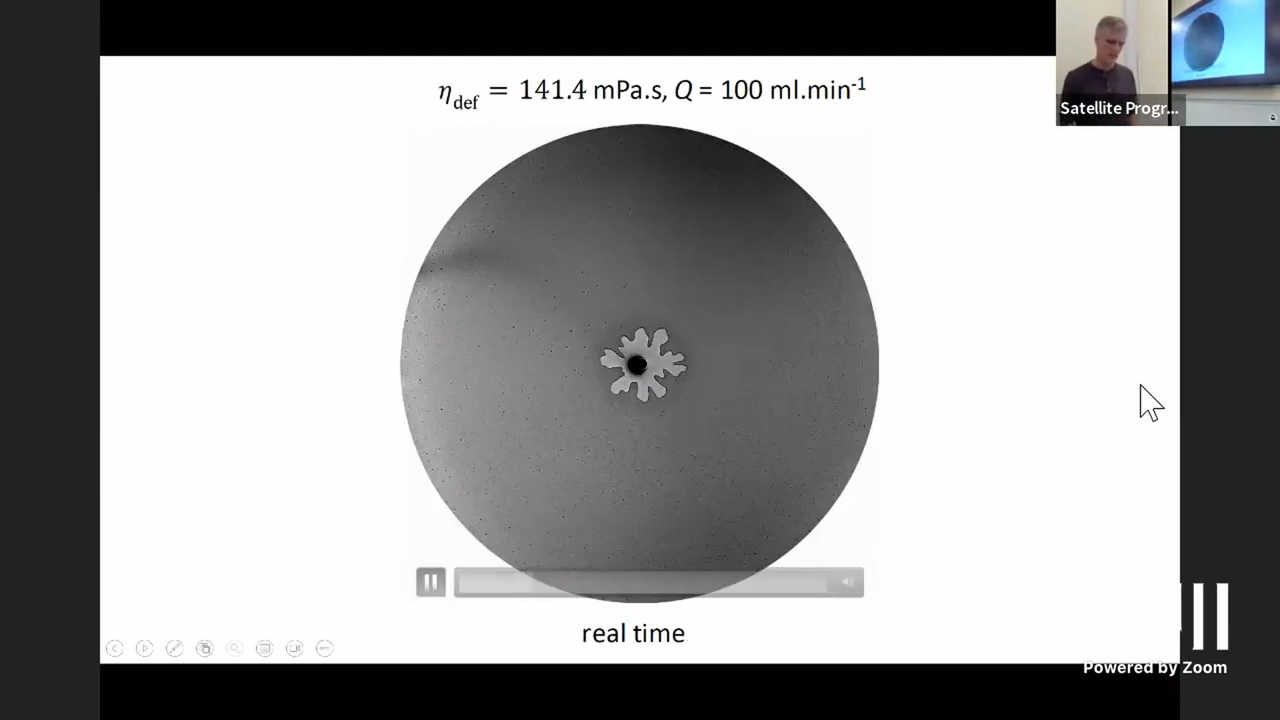 η_def = 141.4 mPa.s, Q = 100 ml.min⁻¹
Satellite Progr...
real time
Powered by Zoom